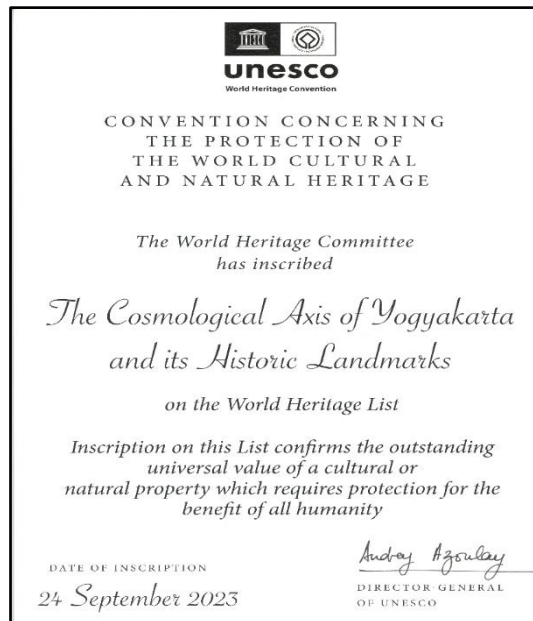 unesco
World Heritage Convention
CONVENTION CONCERNING
THE PROTECTION OF
THE WORLD CULTURAL
AND NATURAL HERITAGE
The World Heritage Committee
has inscribed
The Cosmological Axis of Yogyakarta
and its Historic Landmarks
on the World Heritage List
Inscription on this List confirms the outstanding
universal value of a cultural or
natural property which requires protection for the
benefit of all humanity
DATE OF INSCRIPTION
24 September 2023
Audrey Azoulay
DIRECTOR-GENERAL
OF UNESCO